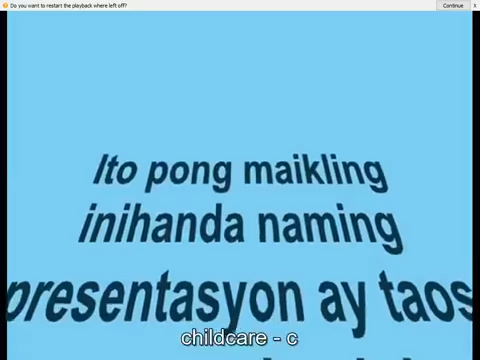 Do you want to restart the playback where left off?
Continue
X
Ito pong maikling
inihanda naming
presentasyon ay taos
childcare - c